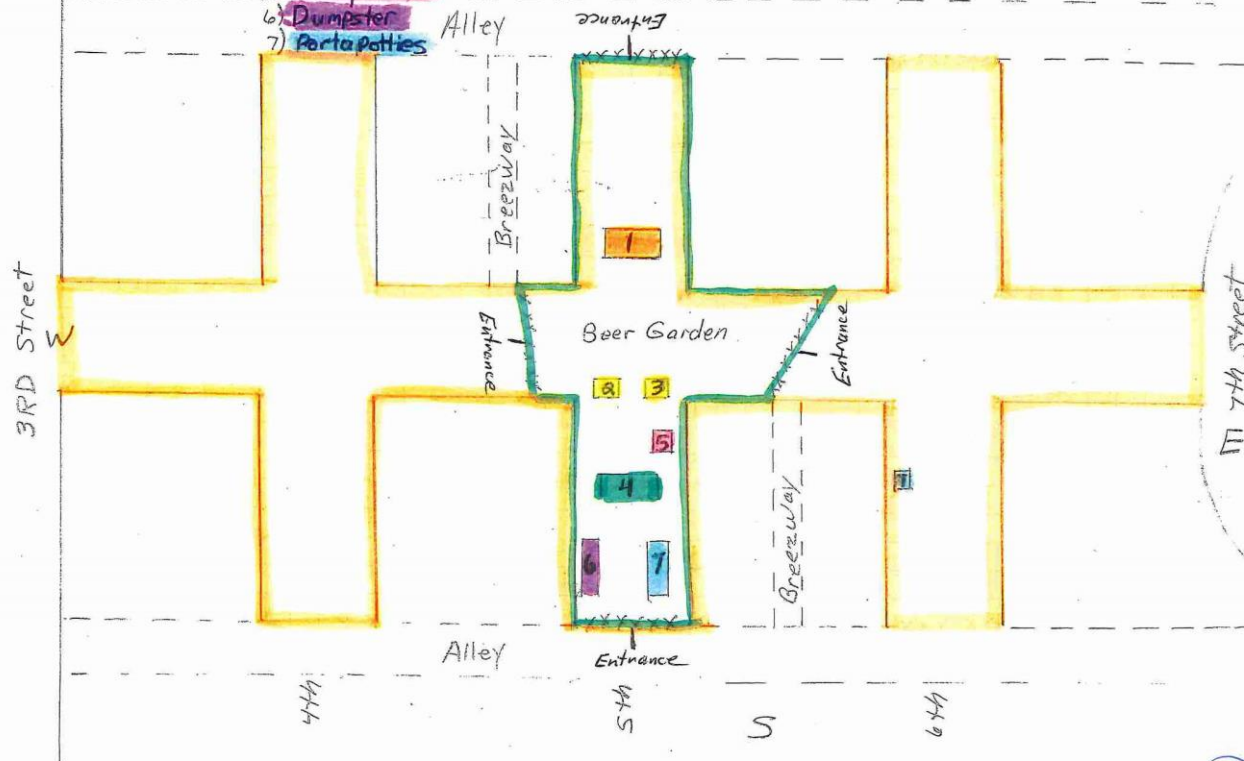 6) Dumpster
7) Portapotties
Alley
Entrance
Breezway
1
3RD Street
W
Entrance
Beer Garden
Entrance
E 7th Street
2
3
5
4
7
6
7
Breezway
Alley
Entrance
4th
5th
S
6th